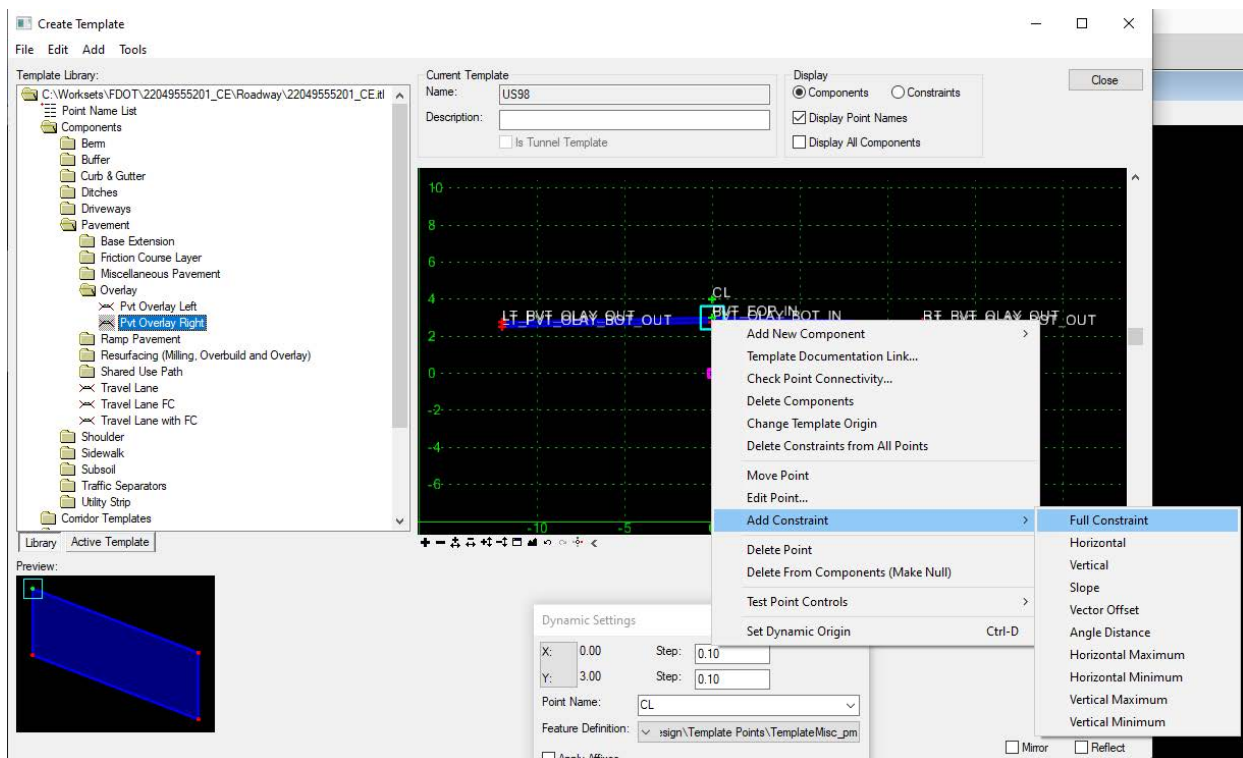 Create Template
File Edit Add Tools
Template Library:
C:\Worksets\FDOT\22049555201_CE\Roadway\22049555201_CE.itl
Point Name List
Components
Berm
Buffer
Curb & Gutter
Ditches
Driveways
Pavement
Base Extension
Friction Course Layer
Miscellaneous Pavement
Overlay
Pvt Overlay Left
Pvt Overlay Right
Ramp Pavement
Resurfacing (Milling, Overbuild and Overlay)
Shared Use Path
Travel Lane
Travel Lane FC
Travel Lane with FC
Shoulder
Sidewalk
Subsoil
Traffic Separators
Utility Strip
Corridor Templates
Library Active Template
Preview:
Current Template
Name: US98
Description:
Is Tunnel Template
Display
Components Constraints
Display Point Names
Display All Components
Close
10
8
6
4
2
0
-2
-4
-6
-10 -5
CL
Add New Component
Template Documentation Link...
Check Point Connectivity...
Delete Components
Change Template Origin
Delete Constraints from All Points
Move Point
Edit Point...
Add Constraint
Delete Point
Delete From Components (Make Null)
Test Point Controls
Set Dynamic Origin Ctrl-D
Full Constraint
Horizontal
Vertical
Slope
Vector Offset
Angle Distance
Horizontal Maximum
Horizontal Minimum
Vertical Maximum
Vertical Minimum
Dynamic Settings
X: 0.00 Step: 0.10
Y: 3.00 Step: 0.10
Point Name: CL
Feature Definition: esign\Template Points\TemplateMisc_pm
Mirror Reflect